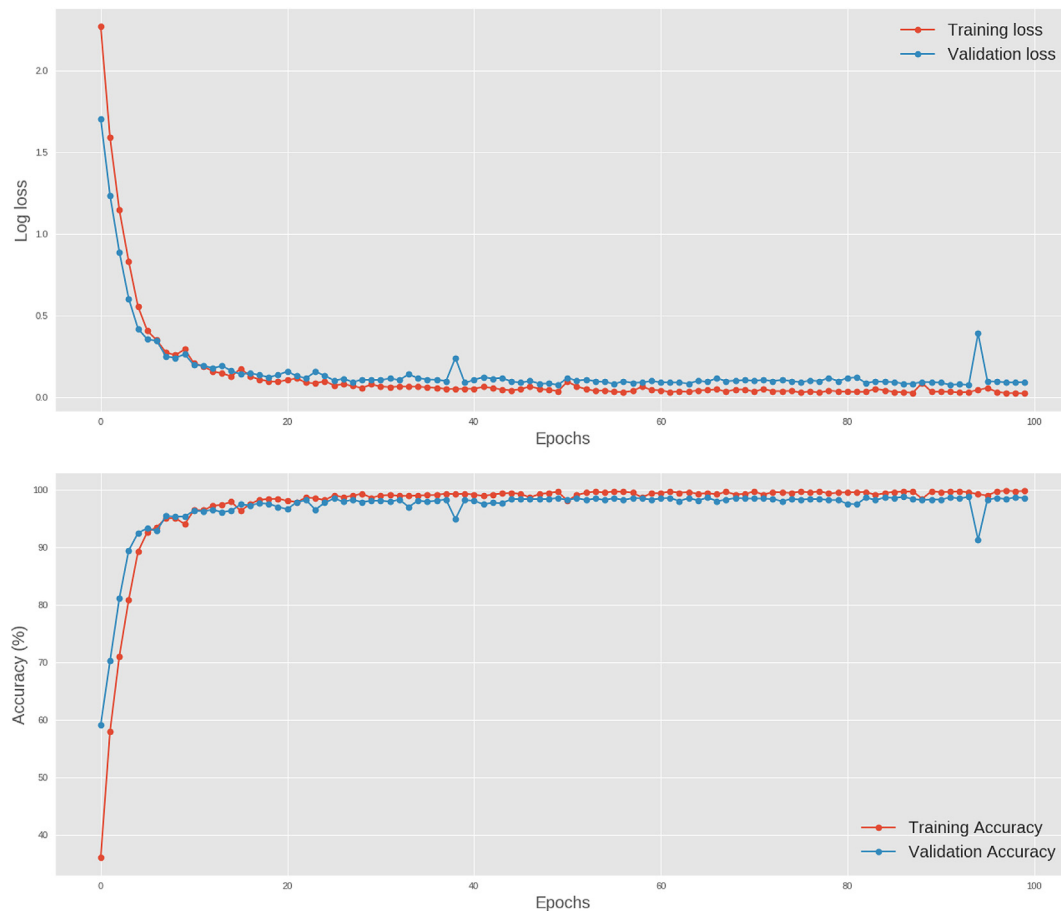 Training loss
Validation loss
Log loss
2.0
1.5
1.0
0.5
0.0
0 20 40 60 80 100
Epochs
Accuracy (%)
100
90
80
70
60
50
40
Training Accuracy
Validation Accuracy
0 20 40 60 80 100
Epochs